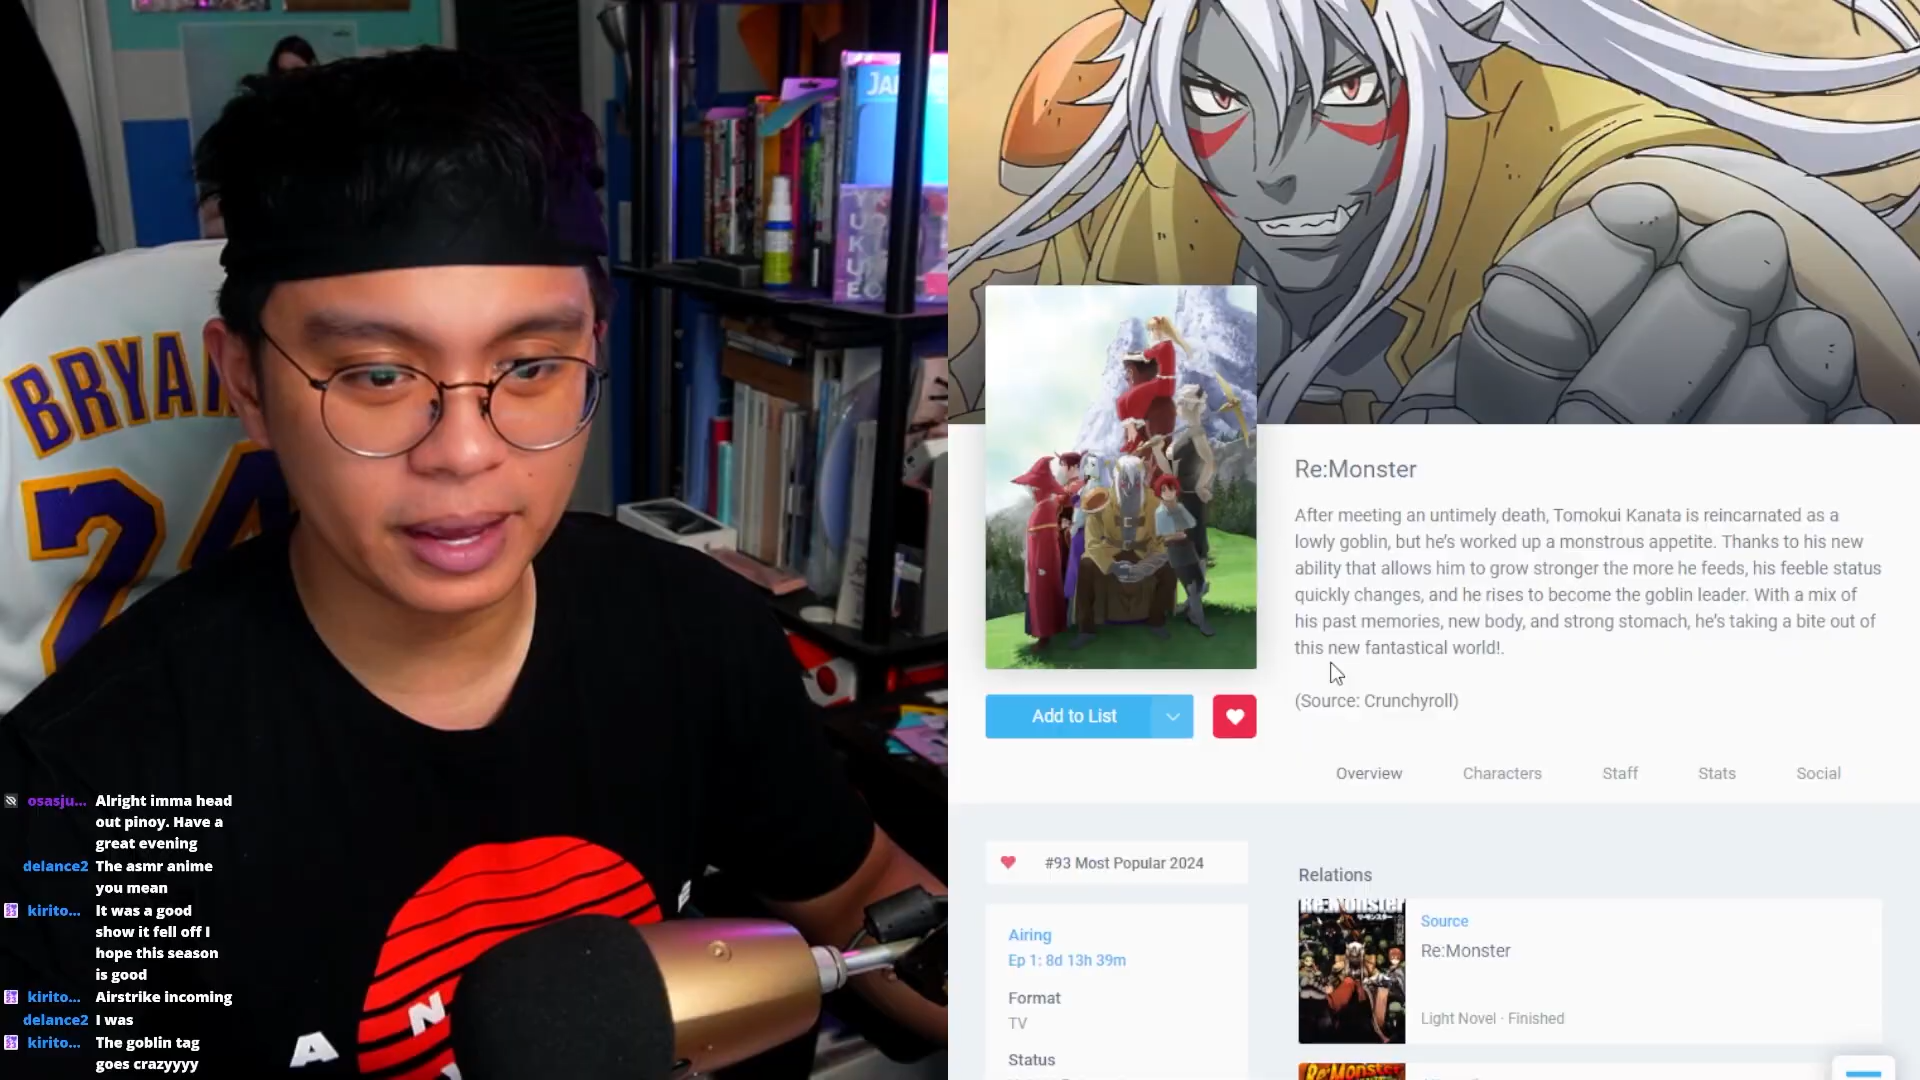 BRYAN
24
JAP
osasju... Alright imma head
out pinoy. Have a
great evening
delance2 The asmr anime
you mean
kirito... It was a good
show it fell off I
hope this season
is good
kirito... Airstrike incoming
delance2 I was
kirito... The goblin tag
goes crazyyyy
A N
Re:Monster
After meeting an untimely death, Tomokui Kanata is reincarnated as a
lowly goblin, but he's worked up a monstrous appetite. Thanks to his new
ability that allows him to grow stronger the more he feeds, his feeble status
quickly changes, and he rises to become the goblin leader. With a mix of
his past memories, new body, and strong stomach, he's taking a bite out of
this new fantastical world!.
(Source: Crunchyroll)
Add to List
Overview Characters Staff Stats Social
#93 Most Popular 2024
Airing
Ep 1: 8d 13h 39m
Format
TV
Status
Relations
Re:Monster
Source
Re:Monster
Light Novel · Finished
Re:Monster